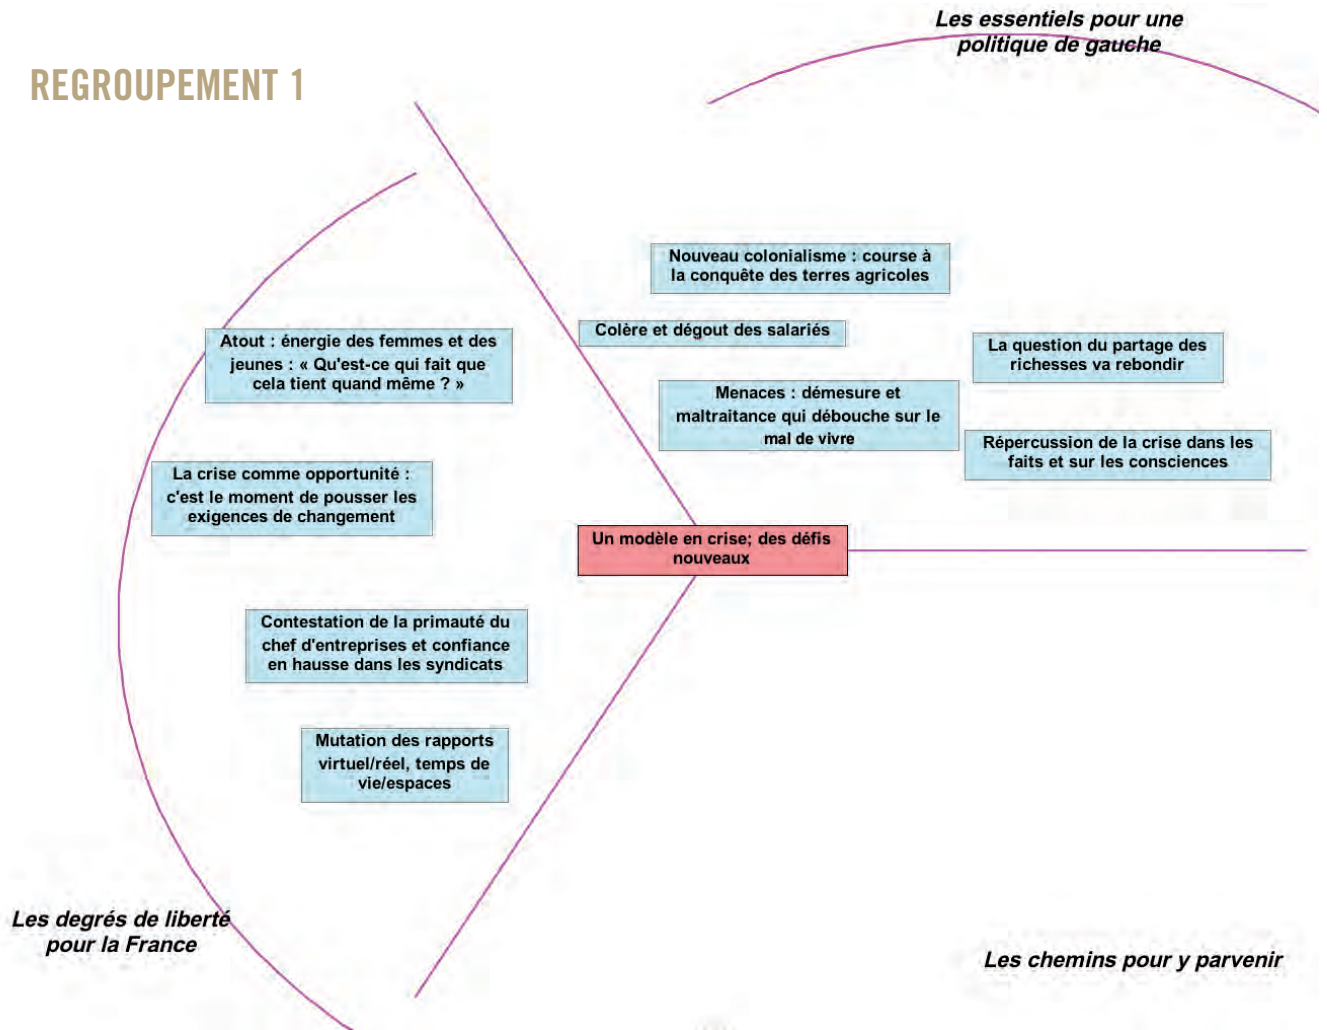 Les essentiels pour une
politique de gauche
REGROUPEMENT 1
Nouveau colonialisme : course à
la conquête des terres agricoles
Colère et dégout des salariés
La question du partage des
richesses va rebondir
Atout : énergie des femmes et des
jeunes : « Qu'est-ce qui fait que
cela tient quand même ? »
Menaces : démesure et
maltraitance qui débouche sur le
mal de vivre
Répercussion de la crise dans les
faits et sur les consciences
La crise comme opportunité :
c'est le moment de pousser les
exigences de changement
Un modèle en crise; des défis
nouveaux
Contestation de la primauté du
chef d'entreprises et confiance
en hausse dans les syndicats
Mutation des rapports
virtuel/réel, temps de
vie/espaces
Les degrés de liberté
pour la France
Les chemins pour y parvenir